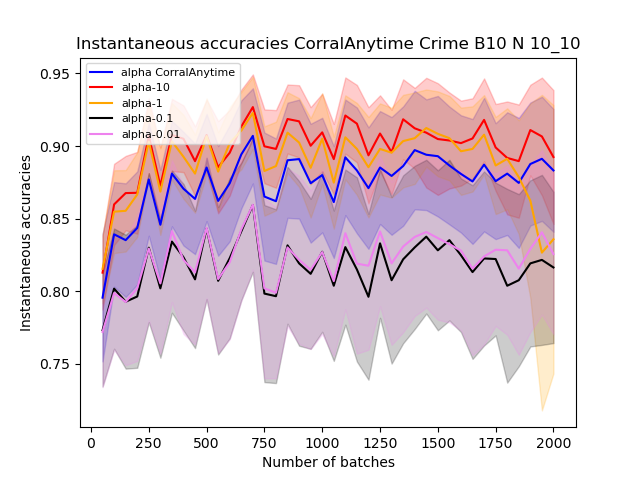 Instantaneous accuracies CorralAnytime Crime B10 N 10_10
alpha CorralAnytime
alpha-10
alpha-1
alpha-0.1
alpha-0.01
Instantaneous accuracies
0.95
0.90
0.85
0.80
0.75
0
250
500
750
1000
1250
1500
1750
2000
Number of batches